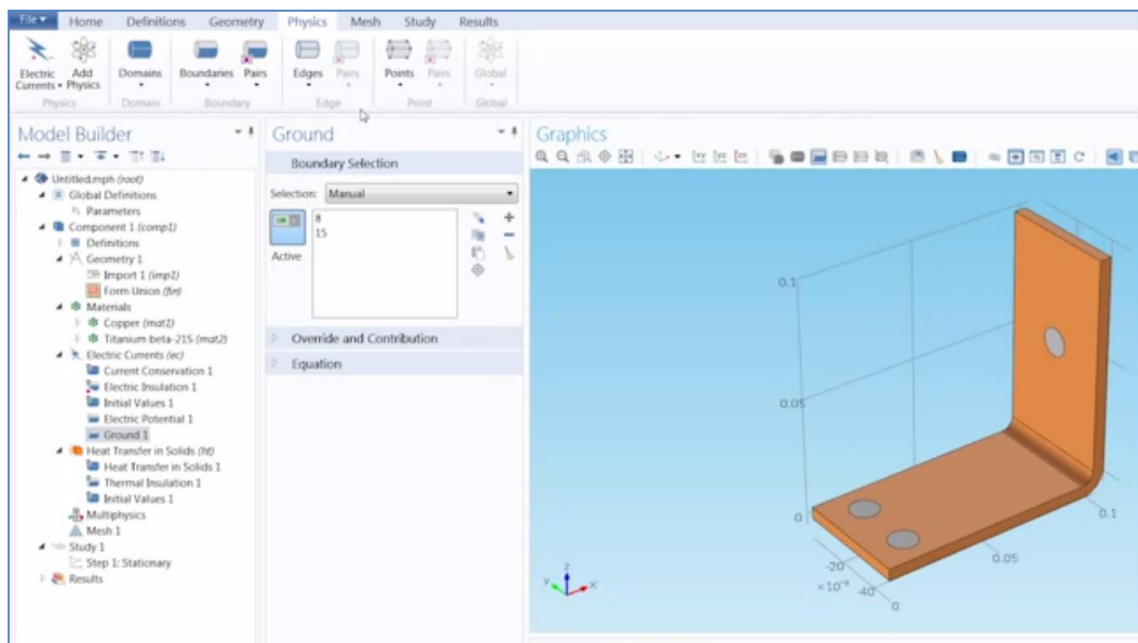 File Home Definitions Geometry Physics Mesh Study Results
Electric Currents Add Physics Domains Boundaries Pairs Edges Pairs Points Pairs Global
Physics Domain Boundary Edge Point Global
Model Builder
Untitled.mph (root)
Global Definitions
Parameters
Component 1 (comp1)
Definitions
Geometry 1
Import 1 (imp1)
Form Union (fin)
Materials
Copper (mat1)
Titanium beta-21S (mat2)
Electric Currents (ec)
Current Conservation 1
Electric Insulation 1
Initial Values 1
Electric Potential 1
Ground 1
Heat Transfer in Solids (ht)
Heat Transfer in Solids 1
Thermal Insulation 1
Initial Values 1
Multiphysics
Mesh 1
Study 1
Step 1: Stationary
Results
Ground
Boundary Selection
Selection: Manual
8
15
Active
Override and Contribution
Equation
Graphics
0.1
0.05
0
0.1
0.05
-20
-40
0
y z x